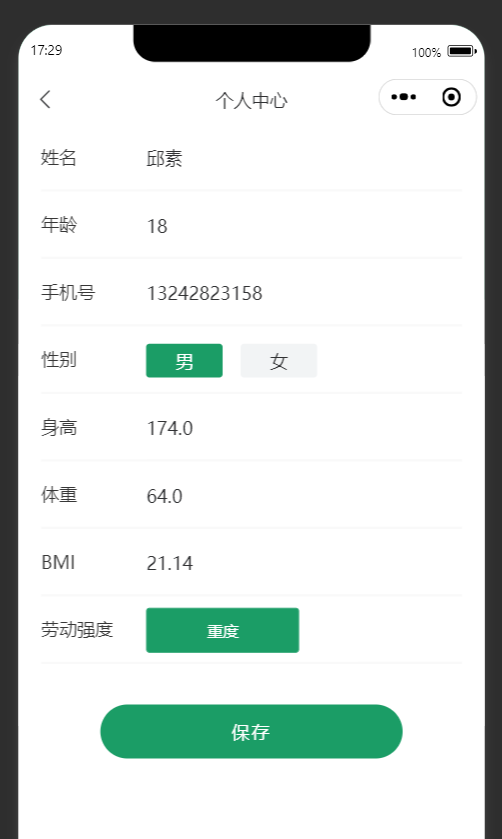 17:29
100%
个人中心
姓名 邱素
年龄 18
手机号 13242823158
性别 男 女
身高 174.0
体重 64.0
BMI 21.14
劳动强度 重度
保存